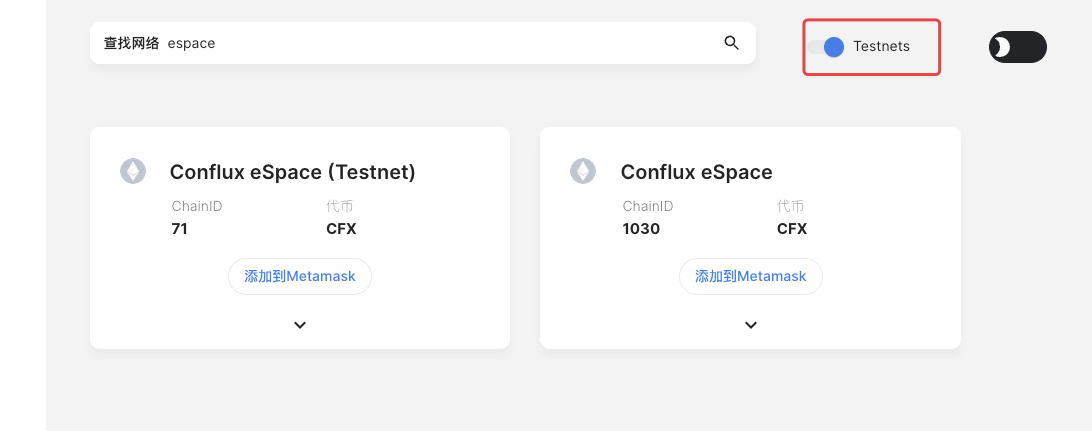 查找网络 espace
Testnets
Conflux eSpace (Testnet)
ChainID 代币
71 CFX
添加到Metamask
Conflux eSpace
ChainID 代币
1030 CFX
添加到Metamask